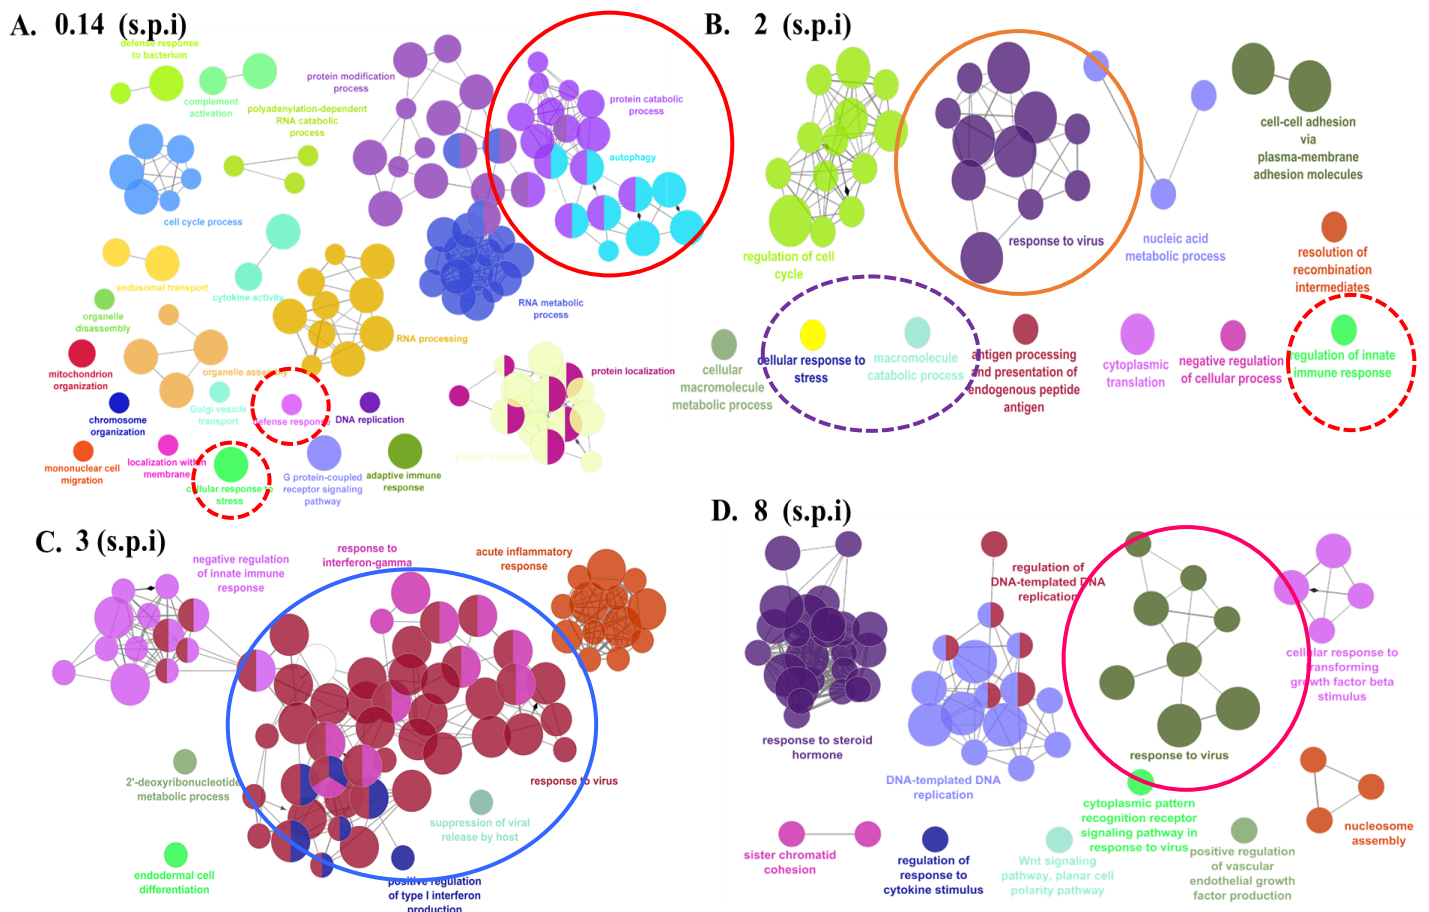 A. 0.14 (s.p.i)
defense response
to bacterium
complement
activation
polyadenylation-dependent
RNA catabolic
process
protein modification
process
protein catabolic
process
autophagy
cell cycle process
endosomal transport
cytokine activity
organelle
disassembly
RNA metabolic
process
RNA processing
mitochondrion
organization
organelle assembly
protein localization
Golgi vesicle
transport
chromosome
organization
defense response
DNA replication
mononuclear cell
migration
localization within
membrane
cellular response to
stress
G protein-coupled
receptor signaling
pathway
adaptive immune
response
protein transport
B. 2 (s.p.i)
cell-cell adhesion
via
plasma-membrane
adhesion molecules
response to virus
regulation of cell
cycle
nucleic acid
metabolic process
resolution of
recombination
intermediates
cellular
macromolecule
metabolic process
cellular response to
stress
macromolecule
catabolic process
antigen processing
and presentation of
endogenous peptide
antigen
cytoplasmic
translation
negative regulation
of cellular process
regulation of innate
immune response
C. 3 (s.p.i)
negative regulation
of innate immune
response
response to
interferon-gamma
acute inflammatory
response
2'-deoxyribonucleotide
metabolic process
response to virus
suppression of viral
release by host
endodermal cell
differentiation
positive regulation
of type I interferon
production
D. 8 (s.p.i)
regulation of
DNA-templated DNA
replication
cellular response to
transforming
growth factor beta
stimulus
response to steroid
hormone
DNA-templated DNA
replication
response to virus
cytoplasmic pattern
recognition receptor
signaling pathway in
response to virus
nucleosome
assembly
sister chromatid
cohesion
regulation of
response to
cytokine stimulus
Wnt signaling
pathway, planar cell
polarity pathway
positive regulation
of vascular
endothelial growth
factor production